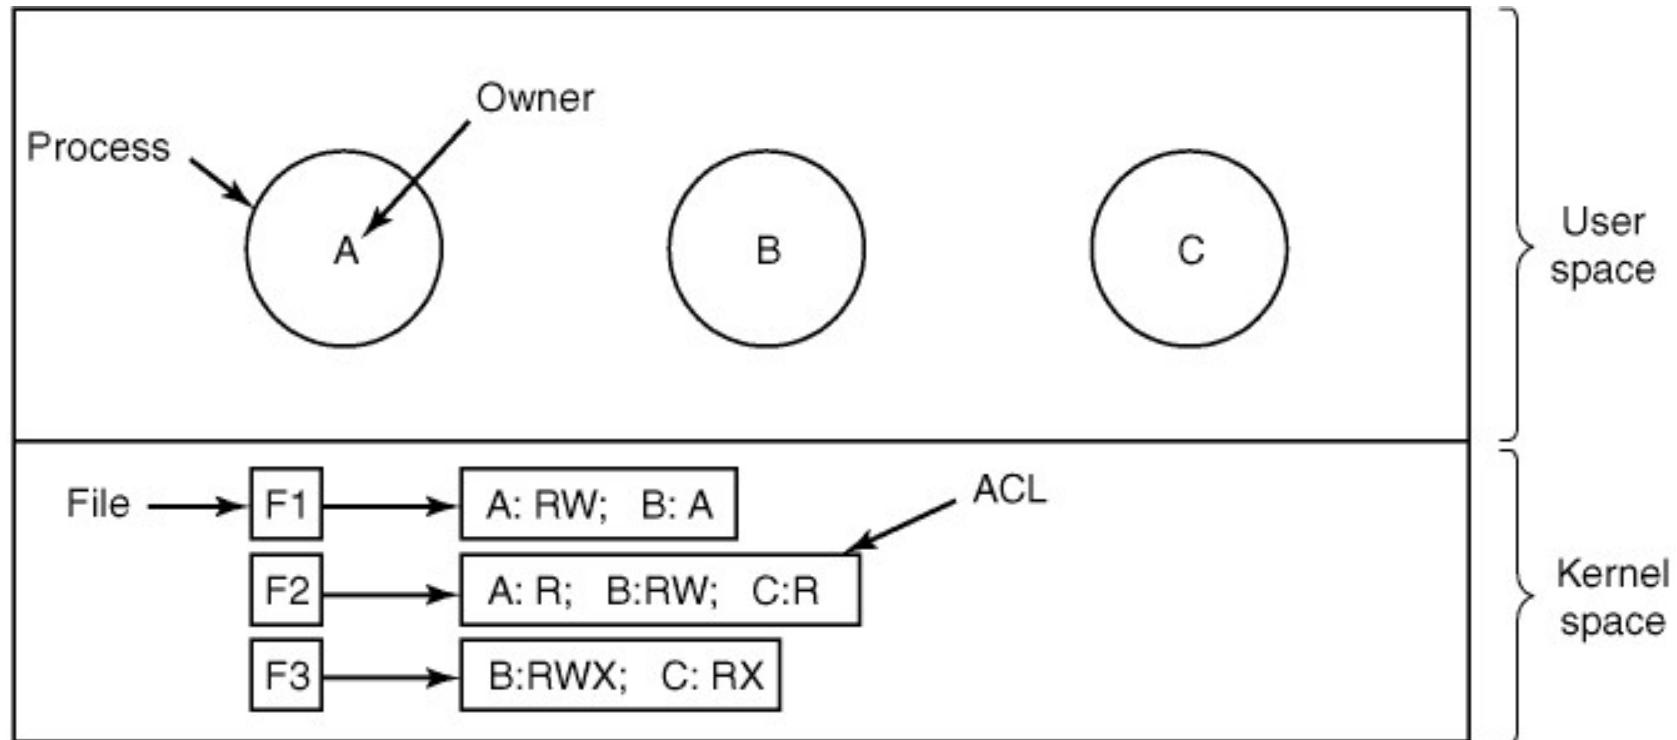 Owner
Process
A
B
C
User
space
File
F1
A: RW; B: A
ACL
F2
A: R; B:RW; C:R
F3
B:RWX; C: RX
Kernel
space